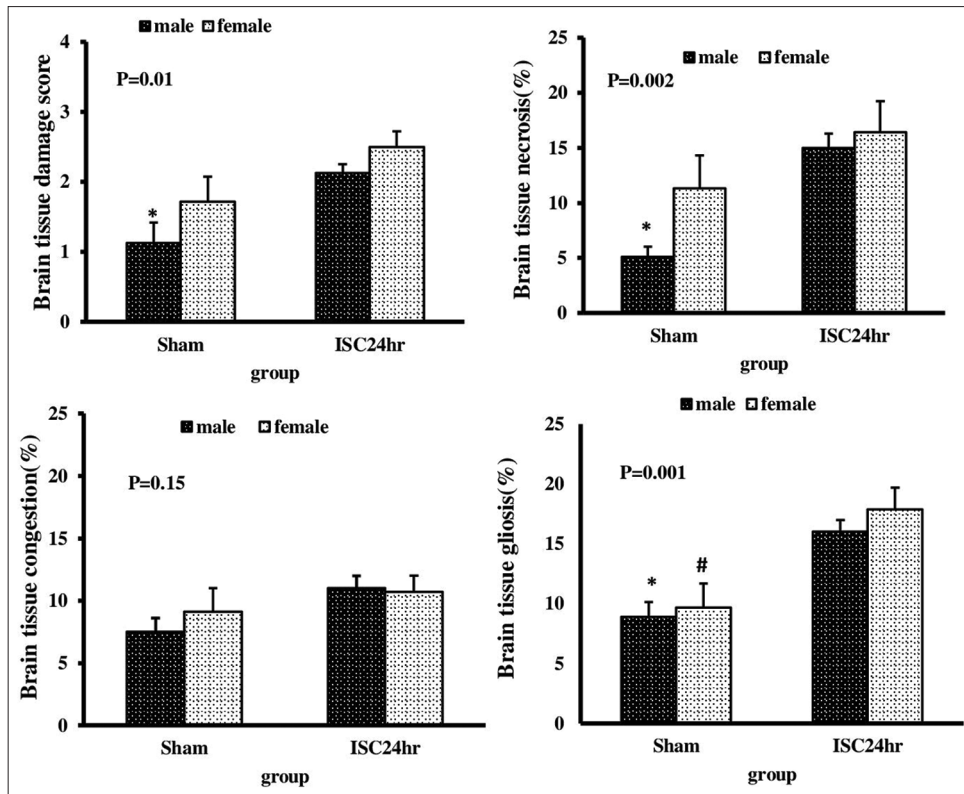 male female
Brain tissue damage score
4
3
2
1
0
P=0.01
*
Sham ISC24hr
group
male female
Brain tissue necrosis(%)
25
20
15
10
5
0
P=0.002
*
Sham ISC24hr
group
male female
Brain tissue congestion(%)
25
20
15
10
5
0
P=0.15
Sham ISC24hr
group
male female
Brain tissue gliosis(%)
25
20
15
10
5
0
P=0.001
* #
Sham ISC24hr
group